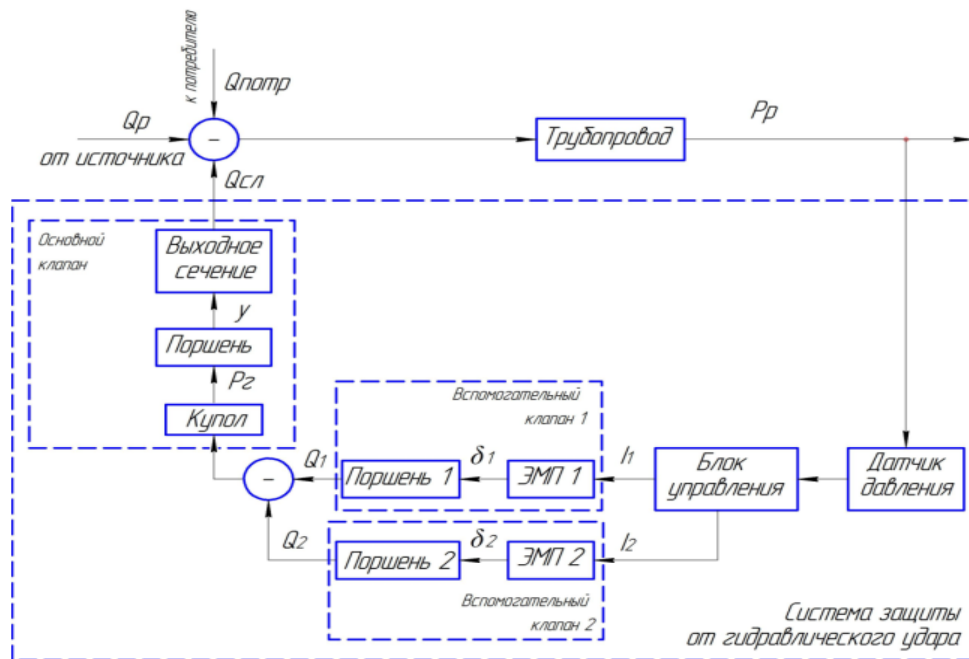 к потребителю
Qпотр
Qр
от источника
Qсл
Трубопровод
Рр
Основной
клапан
Выходное
сечение
у
Поршень
Рг
Купол
Вспомогательный
клапан 1
Q1
Поршень 1
δ1
ЭМП 1
I1
Блок
управления
Датчик
давления
Q2
Поршень 2
δ2
ЭМП 2
I2
Вспомогательный
клапан 2
Система защиты
от гидравлического удара